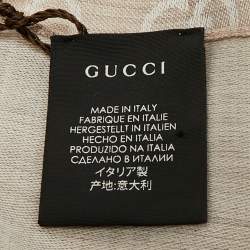 GUCCI
MADE IN ITALY
FABRIQUE EN ITALIE
HERGESTELLT IN ITALIEN
HECHO EN ITALIA
PRODUZIDO NA ITALIA
СДЕЛАНО В ИТАЛИИ
イタリア製
产地:意大利